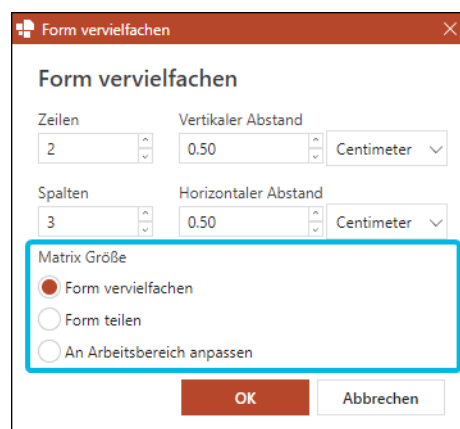 Form vervielfachen
Form vervielfachen
Zeilen Vertikaler Abstand
2 0.50 Centimeter
Spalten Horizontaler Abstand
3 0.50 Centimeter
Matrix Größe
Form vervielfachen
Form teilen
An Arbeitsbereich anpassen
OK Abbrechen